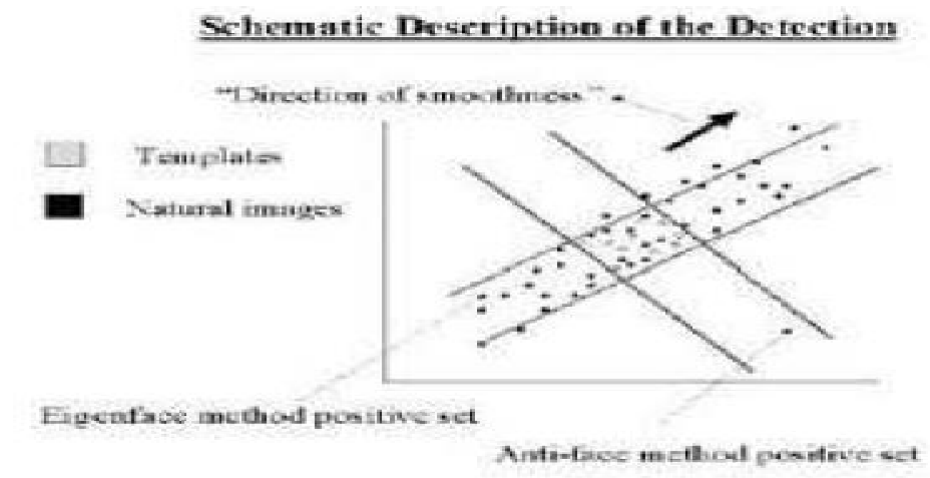 Schematic Description of the Detection
"Direction of smoothness"
Templates
Natural images
Eigenface method positive set
Anti-face method positive set